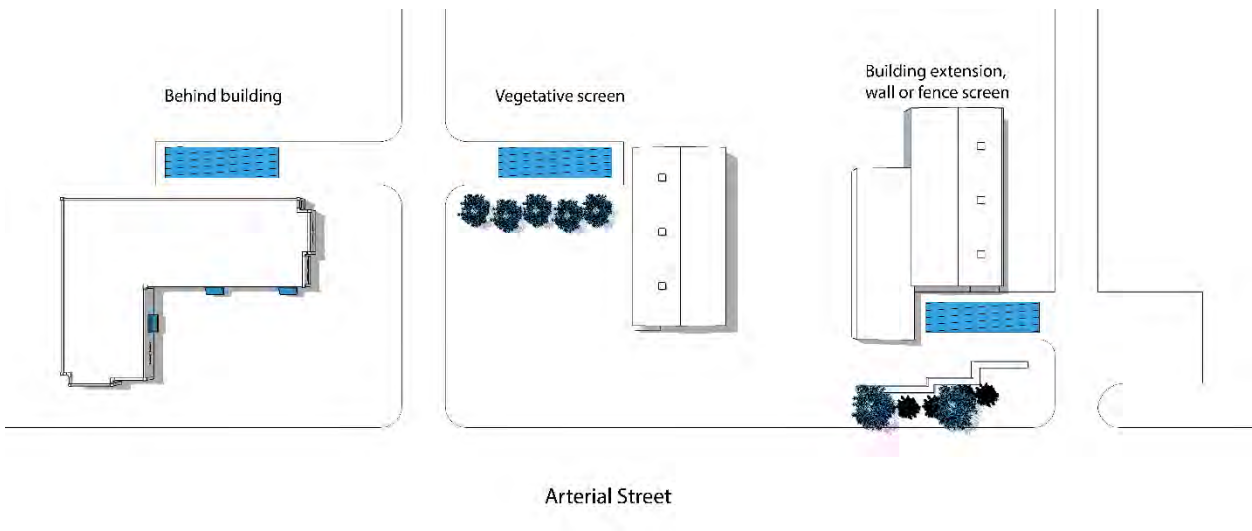 Behind building
Vegetative screen
Building extension,
wall or fence screen
Arterial Street